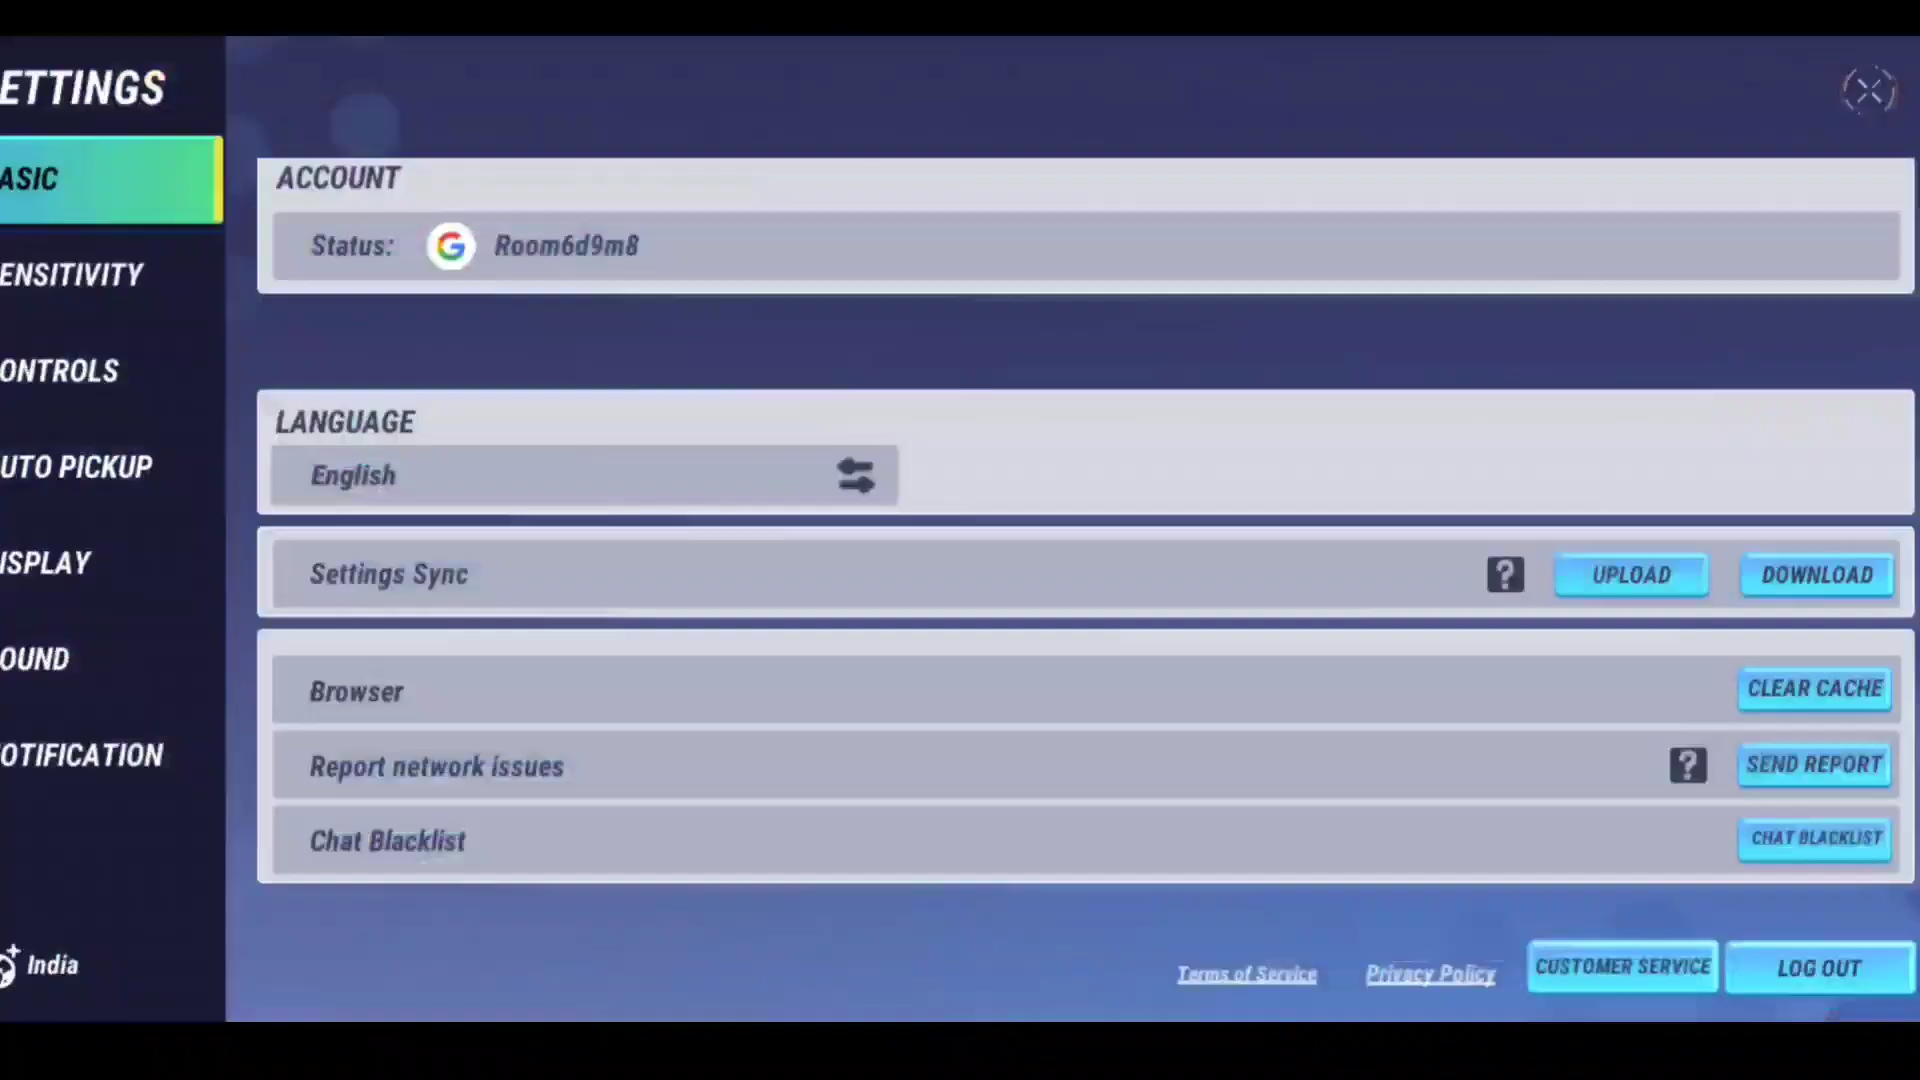 ETTINGS
ASIC
ENSITIVITY
ONTROLS
UTO PICKUP
ISPLAY
OUND
OTIFICATION
India
ACCOUNT
Status: G Room6d9m8
LANGUAGE
English
Settings Sync ? UPLOAD DOWNLOAD
Browser CLEAR CACHE
Report network issues ? SEND REPORT
Chat Blacklist CHAT BLACKLIST
Terms of Service Privacy Policy CUSTOMER SERVICE LOG OUT